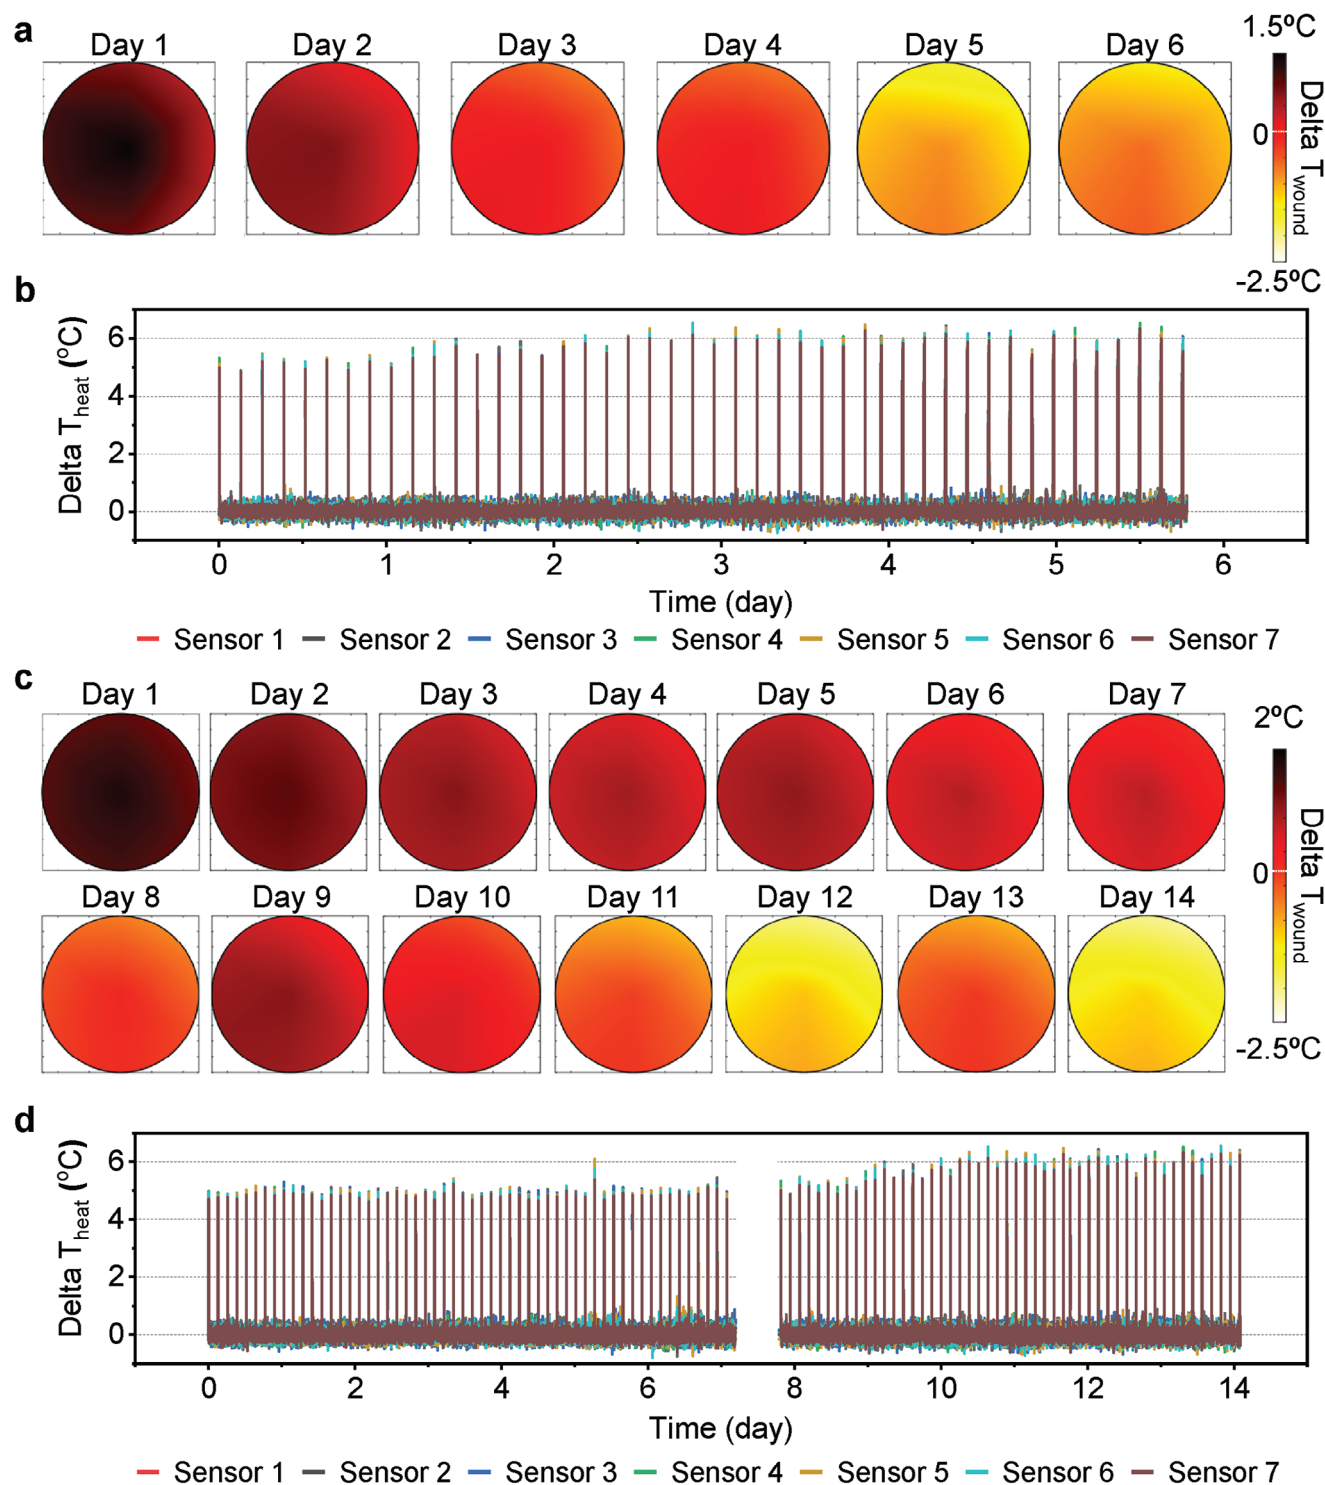 a
Day 1 Day 2 Day 3 Day 4 Day 5 Day 6
1.5ºC
0
-2.5ºC
Delta Twound
b
Delta Theat (ºC)
6
4
2
0
0 1 2 3 4 5 6
Time (day)
Sensor 1 Sensor 2 Sensor 3 Sensor 4 Sensor 5 Sensor 6 Sensor 7
c
Day 1 Day 2 Day 3 Day 4 Day 5 Day 6 Day 7
Day 8 Day 9 Day 10 Day 11 Day 12 Day 13 Day 14
2ºC
0
-2.5ºC
Delta Twound
d
Delta Theat (ºC)
6
4
2
0
0 2 4 6 8 10 12 14
Time (day)
Sensor 1 Sensor 2 Sensor 3 Sensor 4 Sensor 5 Sensor 6 Sensor 7